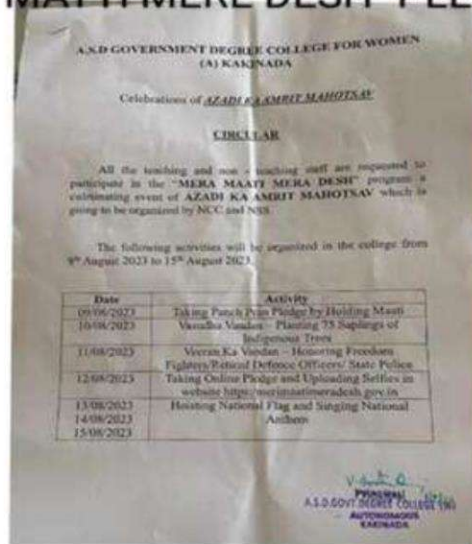 MAATI MERE DESH PLE
A.S.D GOVERNMENT DEGREE COLLEGE FOR WOMEN
(A) KAKINADA
Celebrations of AZADI KA AMRIT MAHOTSAV
CIRCULAR
All the teaching and non - teaching staff are requested to
participate in the "MERA MAATI MERA DESH" program a
culminating event of AZADI KA AMRIT MAHOTSAV which is
going to be organized by NCC and NSS.
The following activities will be organized in the college from
9th August 2023 to 15th August 2023.
Date Activity
09/08/2023 Taking Panch Pran Pledge by Holding Maati
10/08/2023 Vasudha Vandan - Planting 75 Saplings of
Indigenous Trees
11/08/2023 Veeran Ka Vandan - Honoring Freedom
Fighters/Retired Defence Officers/ State Police
12/08/2023 Taking Online Pledge and Uploading Selfies in
website https:/merimaatimeradesh.gov.in
13/08/2023 Hoisting National Flag and Singing National
14/08/2023 Anthem
15/08/2023
PRINCIPAL
A.S.D.GOVT.DEGREE COLLEGE
AUTONOMOUS
KAKINADA